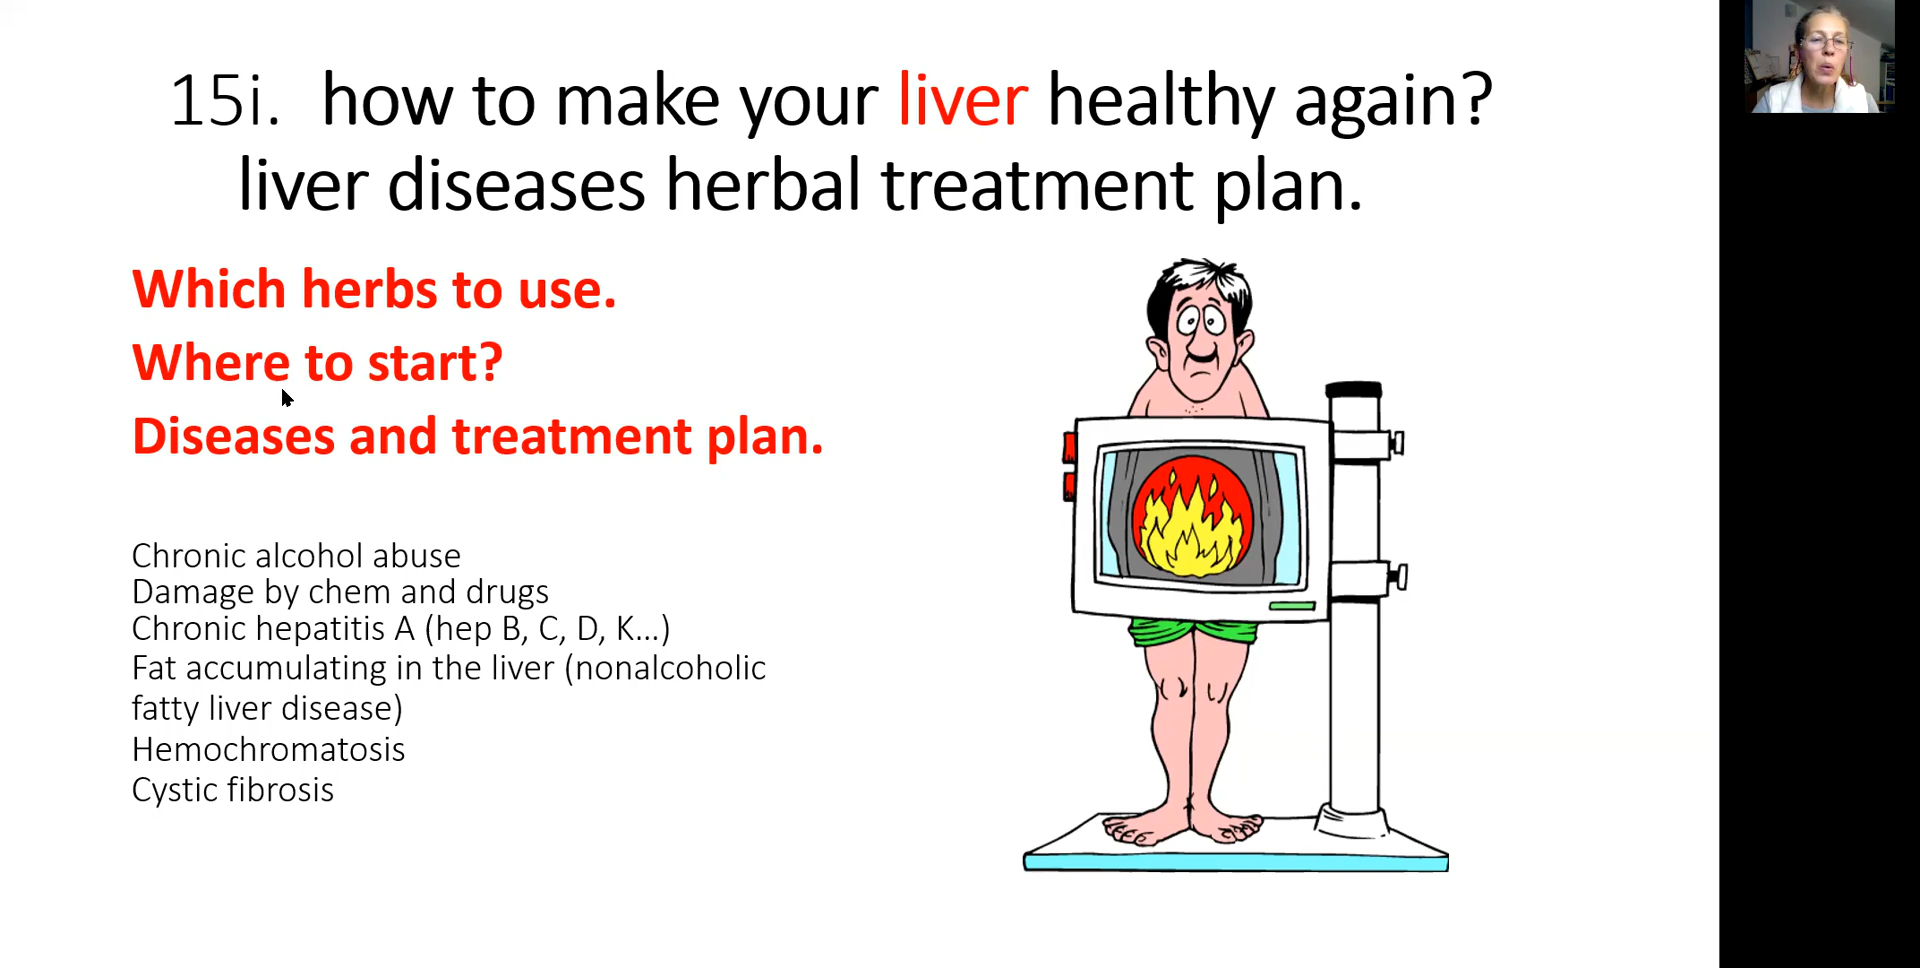 15i. how to make your liver healthy again?
liver diseases herbal treatment plan.
Which herbs to use.
Where to start?
Diseases and treatment plan.
Chronic alcohol abuse
Damage by chem and drugs
Chronic hepatitis A (hep B, C, D, K...)
Fat accumulating in the liver (nonalcoholic
fatty liver disease)
Hemochromatosis
Cystic fibrosis